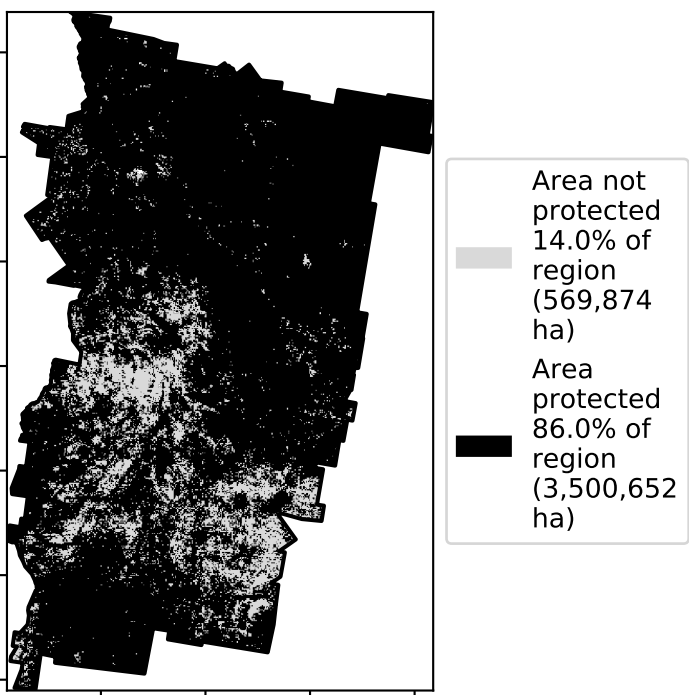 Area not
protected
14.0% of
region
(569,874
ha)
Area
protected
86.0% of
region
(3,500,652
ha)